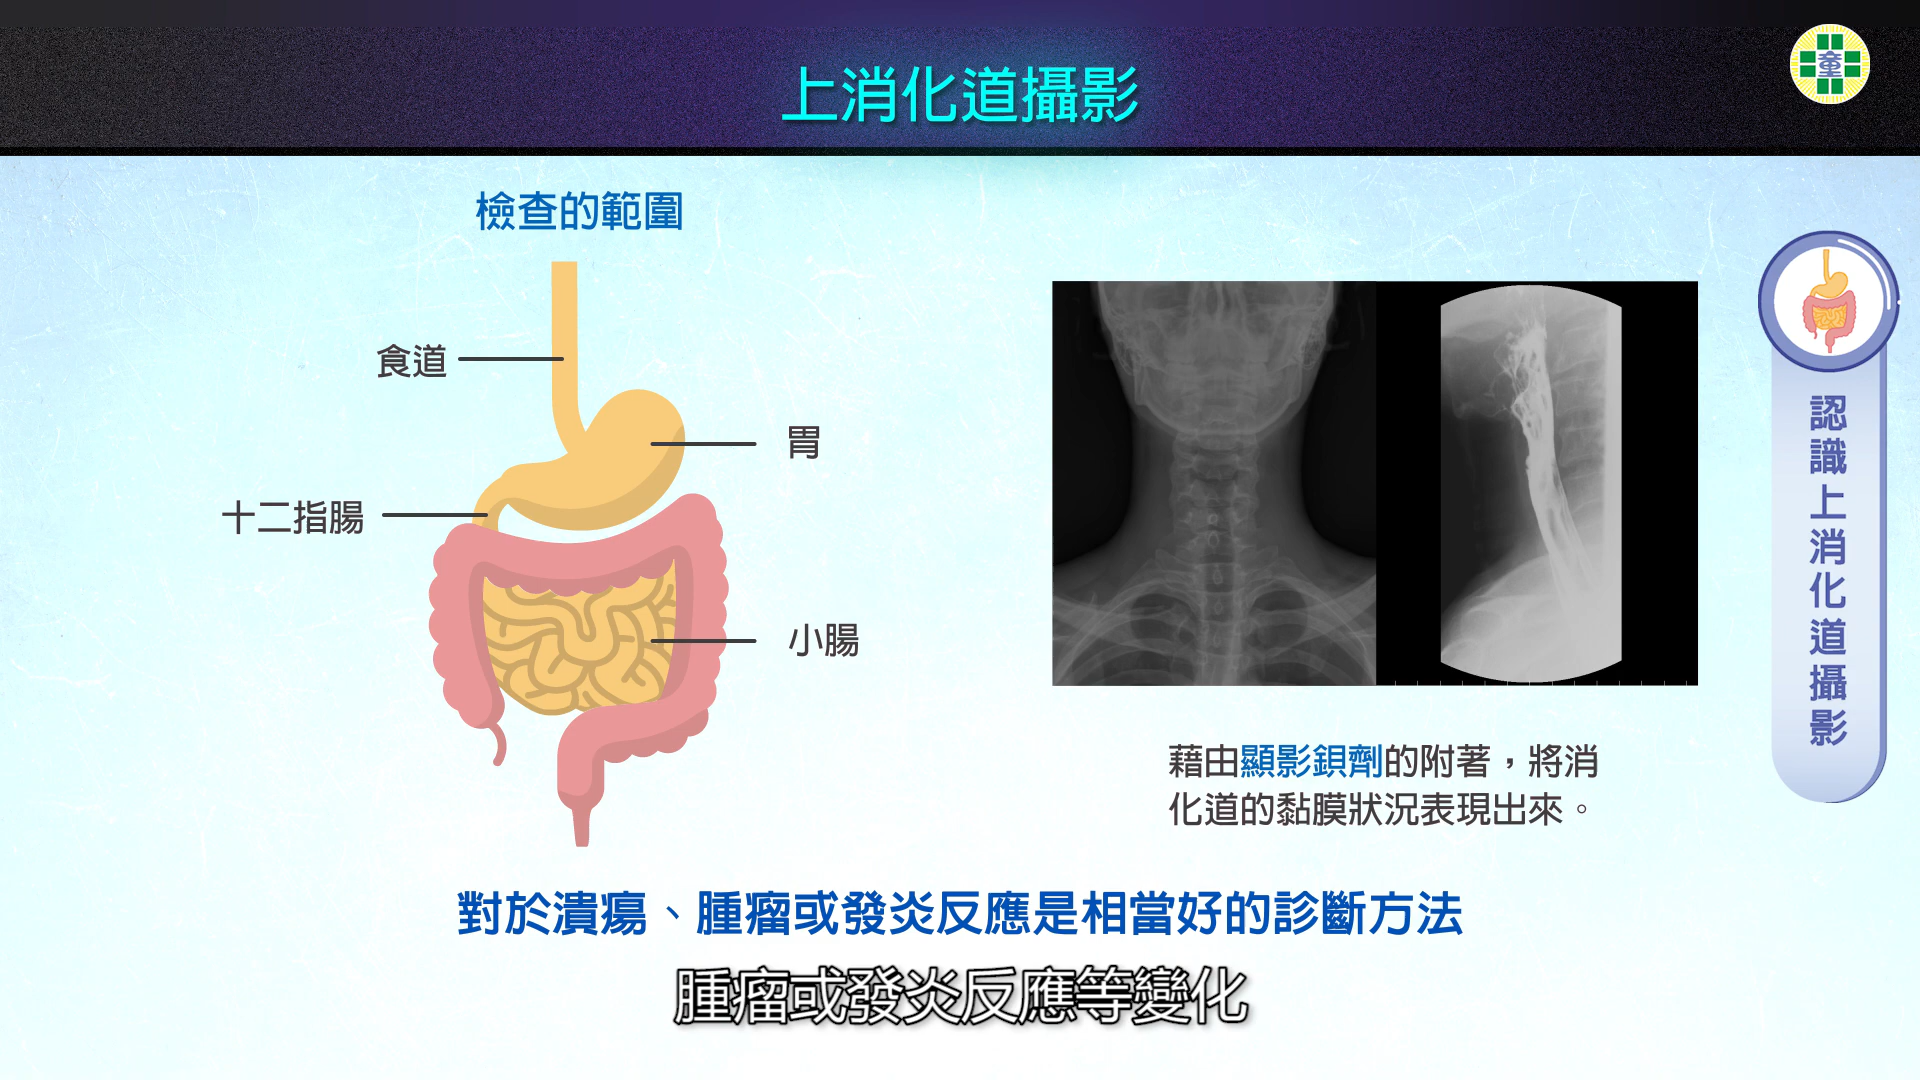 上消化道攝影
童
檢查的範圍
食道
胃
十二指腸
小腸
藉由顯影鋇劑的附著，將消
化道的黏膜狀況表現出來。
對於潰瘍、腫瘤或發炎反應是相當好的診斷方法
腫瘤或發炎反應等變化
認識上消化道攝影